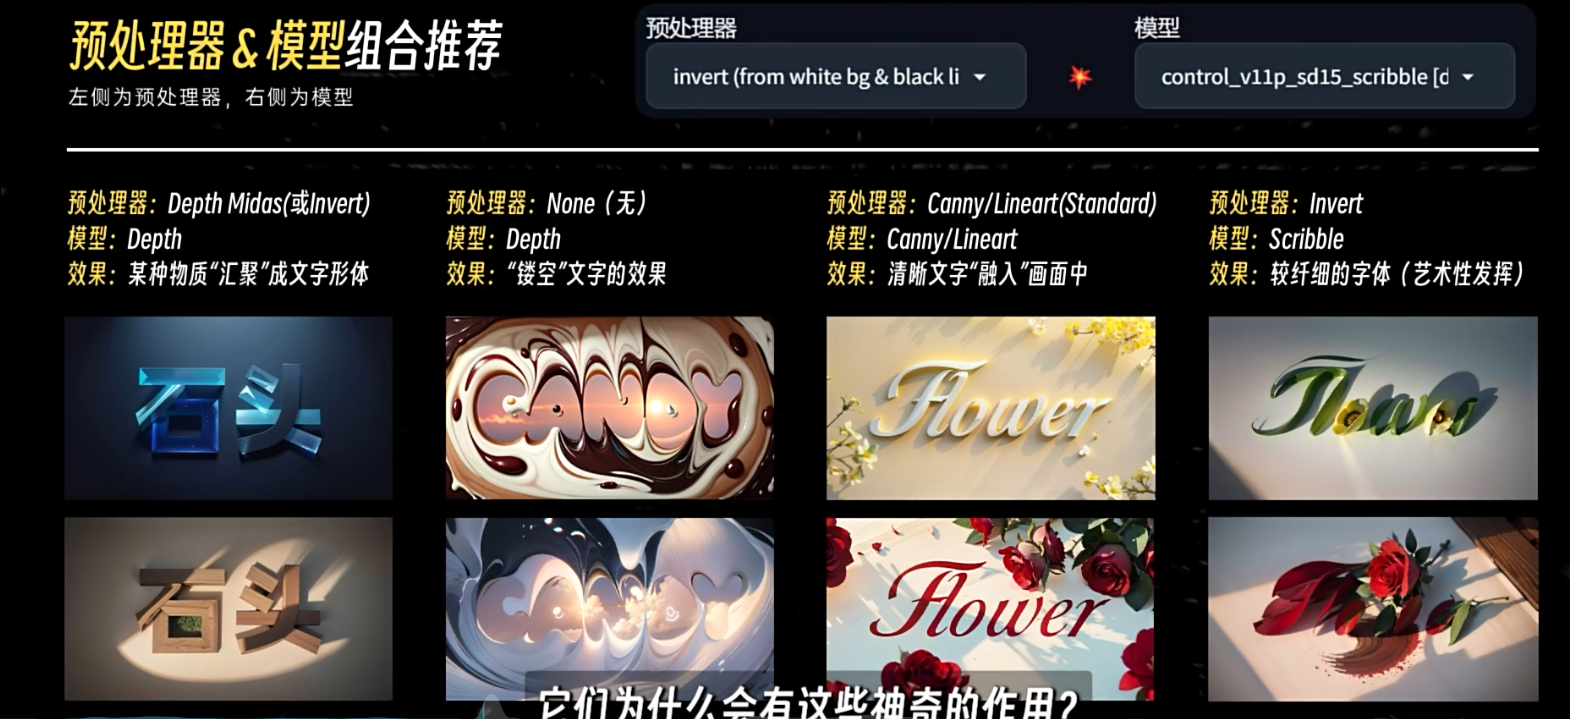 预处理器&模型组合推荐
左侧为预处理器，右侧为模型
预处理器
invert (from white bg & black li
模型
control_v11p_sd15_scribble [d
预处理器：Depth Midas(或Invert)
模型：Depth
效果：某种物质“汇聚”成文字形体
石头
石头
预处理器：None（无）
模型：Depth
效果：“镂空”文字的效果
CANDY
CANDY
预处理器：Canny/Lineart(Standard)
模型：Canny/Lineart
效果：清晰文字“融入”画面中
Flower
Flower
预处理器：Invert
模型：Scribble
效果：较纤细的字体（艺术性发挥）
Flower
它们为什么会有这些神奇的作用？